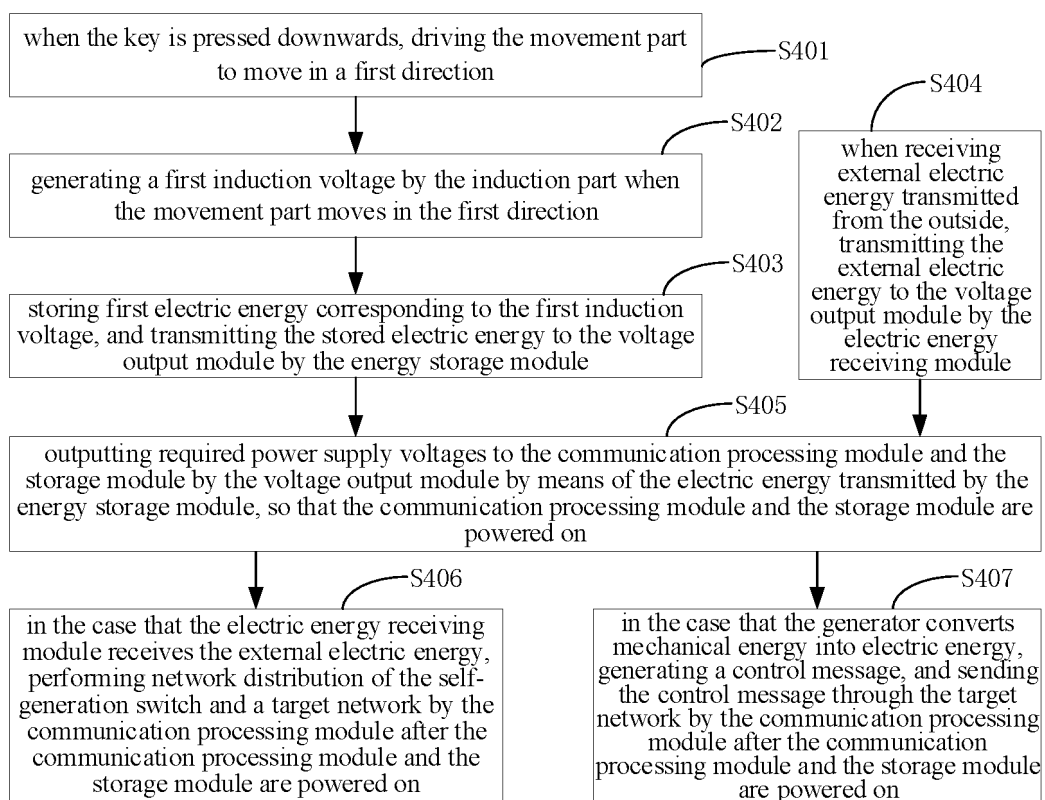 when the key is pressed downwards, driving the movement part
to move in a first direction
S401
generating a first induction voltage by the induction part when
the movement part moves in the first direction
S402
storing first electric energy corresponding to the first induction
voltage, and transmitting the stored electric energy to the voltage
output module by the energy storage module
S403
when receiving
external electric
energy transmitted
from the outside,
transmitting the
external electric
energy to the voltage
output module by the
electric energy
receiving module
S404
outputting required power supply voltages to the communication processing module and the
storage module by the voltage output module by means of the electric energy transmitted by the
energy storage module, so that the communication processing module and the storage module are
powered on
S405
in the case that the electric energy receiving
module receives the external electric energy,
performing network distribution of the self-
generation switch and a target network by the
communication processing module after the
communication processing module and the
storage module are powered on
S406
in the case that the generator converts
mechanical energy into electric energy,
generating a control message, and sending
the control message through the target
network by the communication processing
module after the communication
processing module and the storage module
are powered on
S407